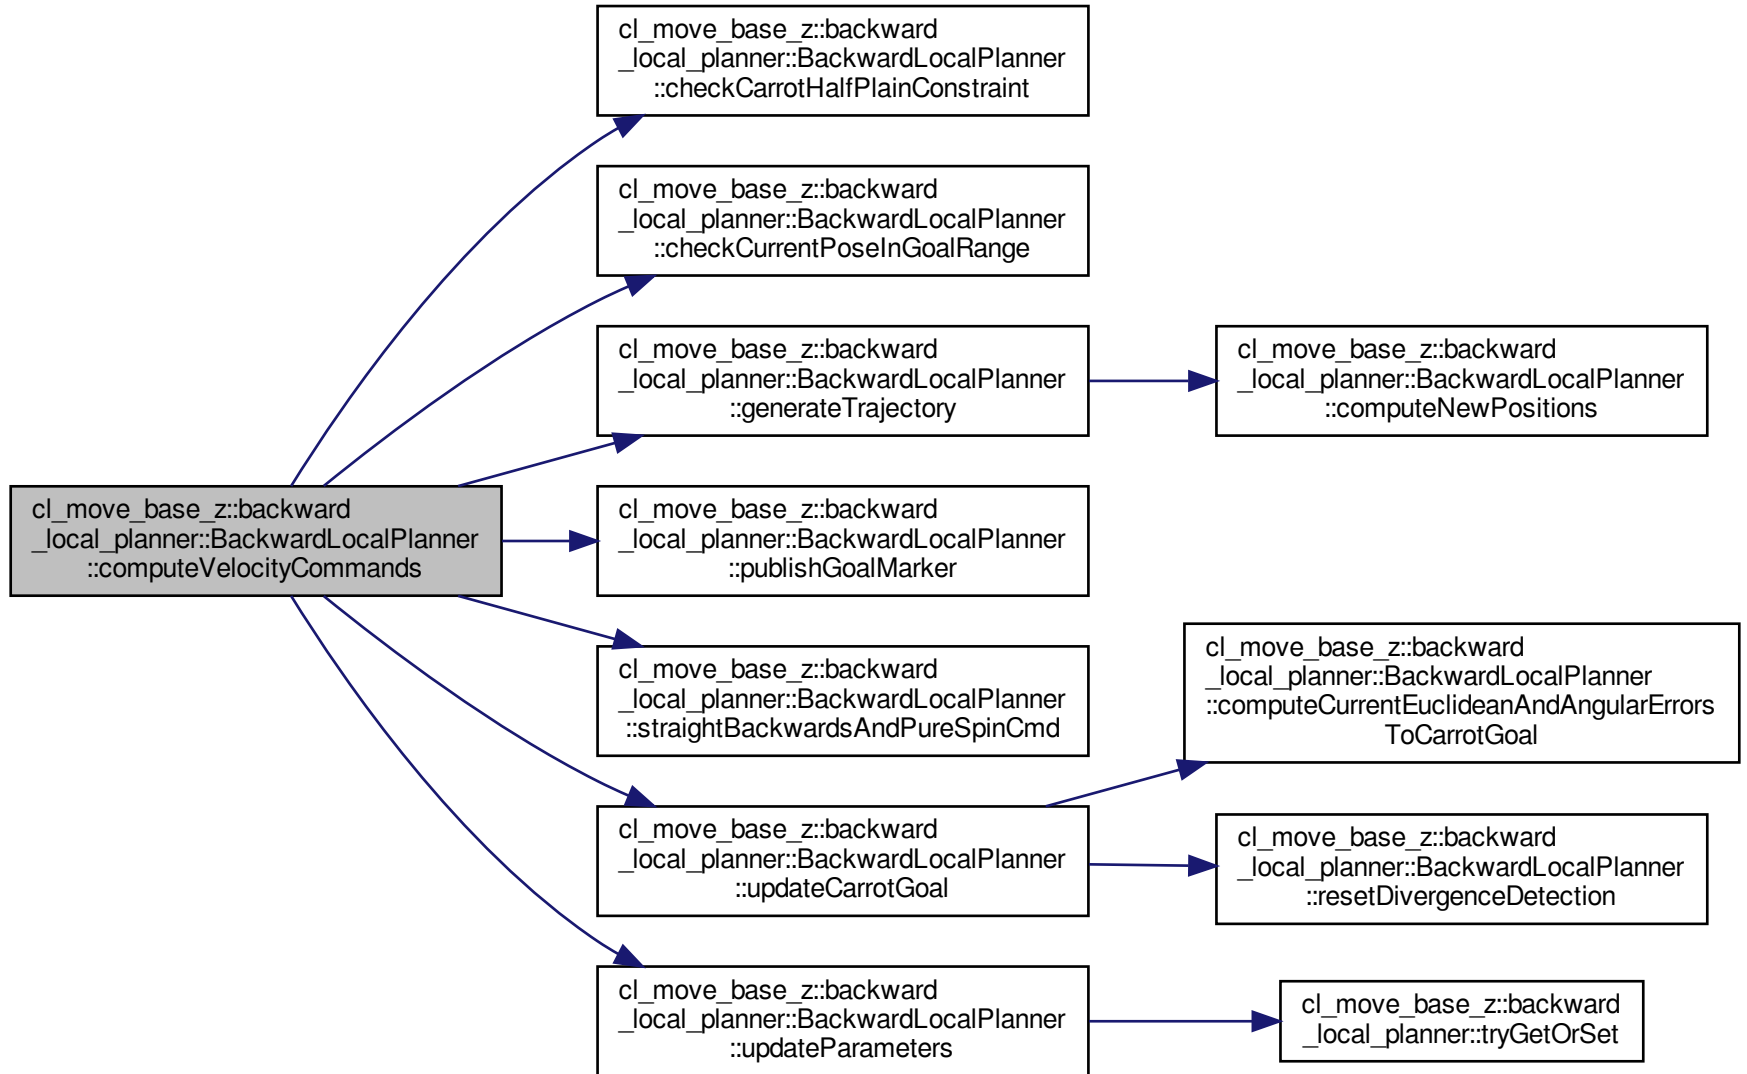 cl_move_base_z::backward
_local_planner::BackwardLocalPlanner
::checkCarrotHalfPlainConstraint
cl_move_base_z::backward
_local_planner::BackwardLocalPlanner
::checkCurrentPoseInGoalRange
cl_move_base_z::backward
_local_planner::BackwardLocalPlanner
::generateTrajectory
cl_move_base_z::backward
_local_planner::BackwardLocalPlanner
::computeNewPositions
cl_move_base_z::backward
_local_planner::BackwardLocalPlanner
::computeVelocityCommands
cl_move_base_z::backward
_local_planner::BackwardLocalPlanner
::publishGoalMarker
cl_move_base_z::backward
_local_planner::BackwardLocalPlanner
::straightBackwardsAndPureSpinCmd
cl_move_base_z::backward
_local_planner::BackwardLocalPlanner
::computeCurrentEuclideanAndAngularErrors
ToCarrotGoal
cl_move_base_z::backward
_local_planner::BackwardLocalPlanner
::updateCarrotGoal
cl_move_base_z::backward
_local_planner::BackwardLocalPlanner
::resetDivergenceDetection
cl_move_base_z::backward
_local_planner::BackwardLocalPlanner
::updateParameters
cl_move_base_z::backward
_local_planner::tryGetOrSet